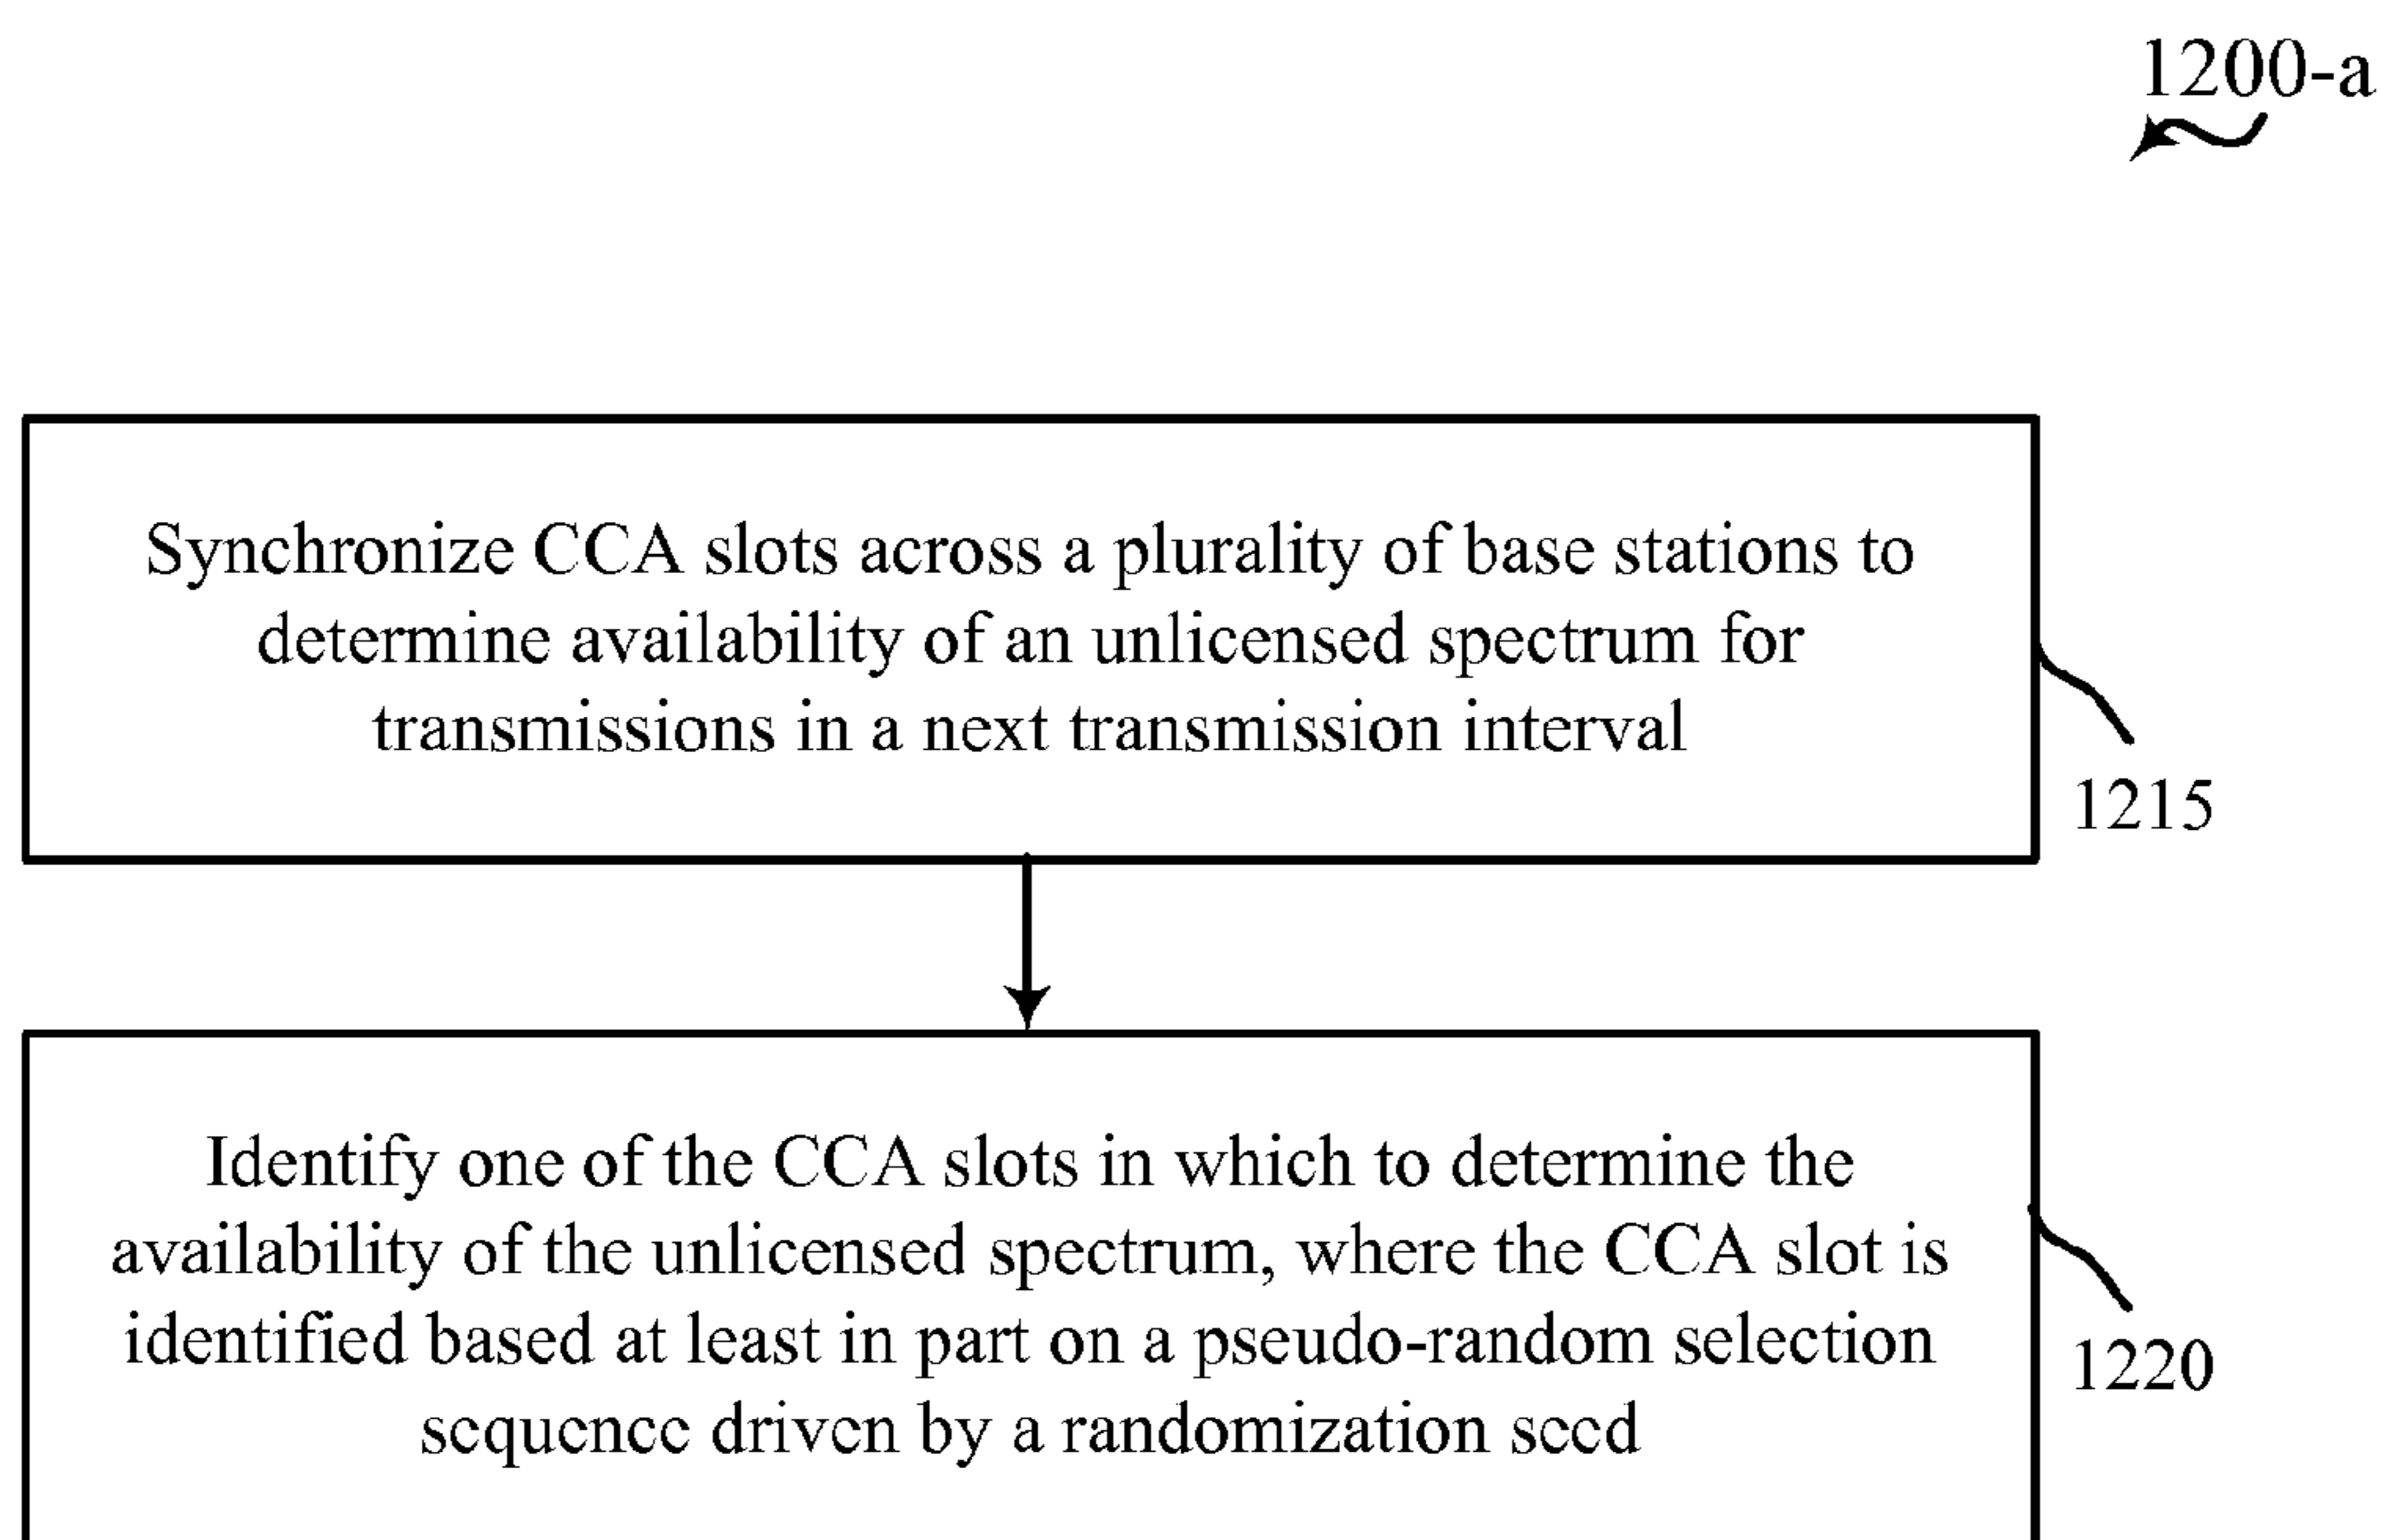 1200-a
Synchronize CCA slots across a plurality of base stations to
determine availability of an unlicensed spectrum for
transmissions in a next transmission interval
1215
Identify one of the CCA slots in which to determine the
availability of the unlicensed spectrum, where the CCA slot is
identified based at least in part on a pseudo-random selection
sequence driven by a randomization seed
1220